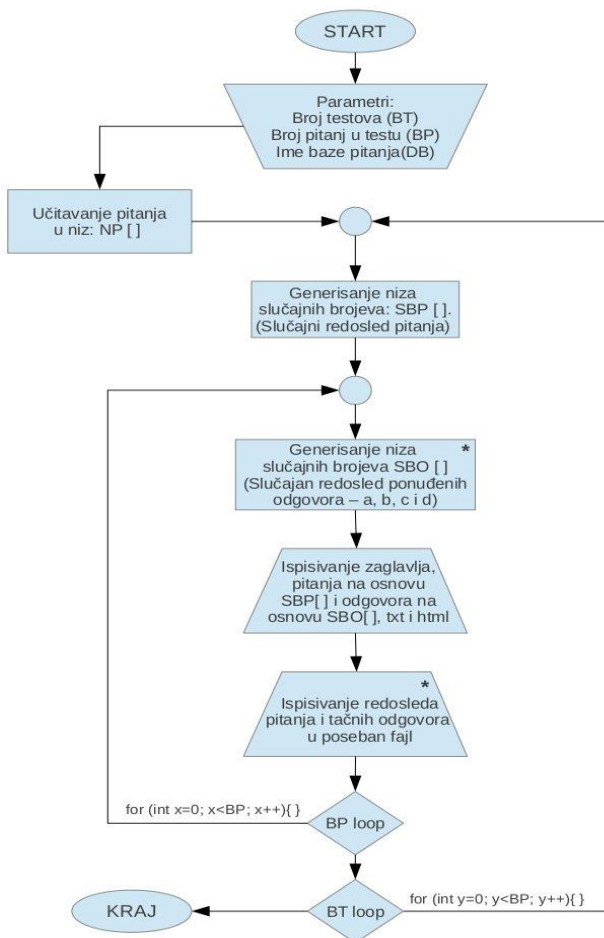 START
Parametri:
Broj testova (BT)
Broj pitanj u testu (BP)
Ime baze pitanja(DB)
Učitavanje pitanja
u niz: NP [ ]
Generisanje niza
slučajnih brojeva: SBP [ ].
(Slučajni redosled pitanja)
Generisanje niza *
slučajnih brojeva SBO [ ]
(Slučajan redosled ponuđenih
odgovora – a, b, c i d)
Ispisivanje zaglavlja,
pitanja na osnovu
SBP[ ] i odgovora na
osnovu SBO[ ], txt i html
*
Ispisivanje redosleda
pitanja i tačnih odgovora
u poseban fajl
for (int x=0; x<BP; x++){ }
BP loop
for (int y=0; y<BP; y++){ }
BT loop
KRAJ